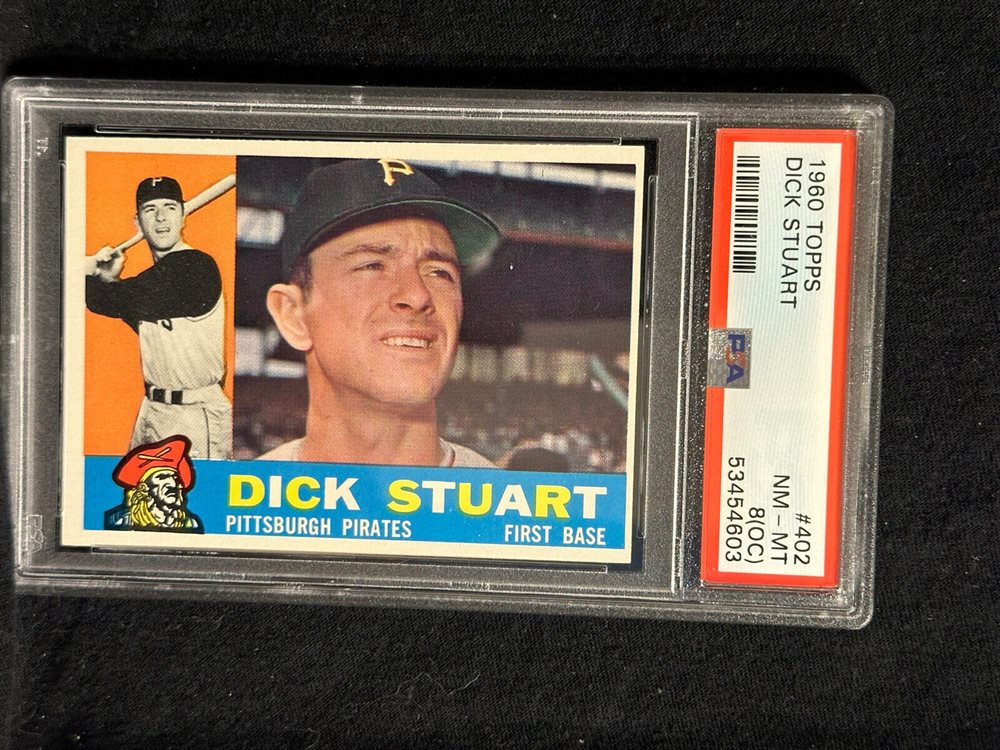 P
P
DICK STUART
PITTSBURGH PIRATES
FIRST BASE
1960 TOPPS
#402
DICK STUART
NM - MT
8(OC)
PSA
53454603